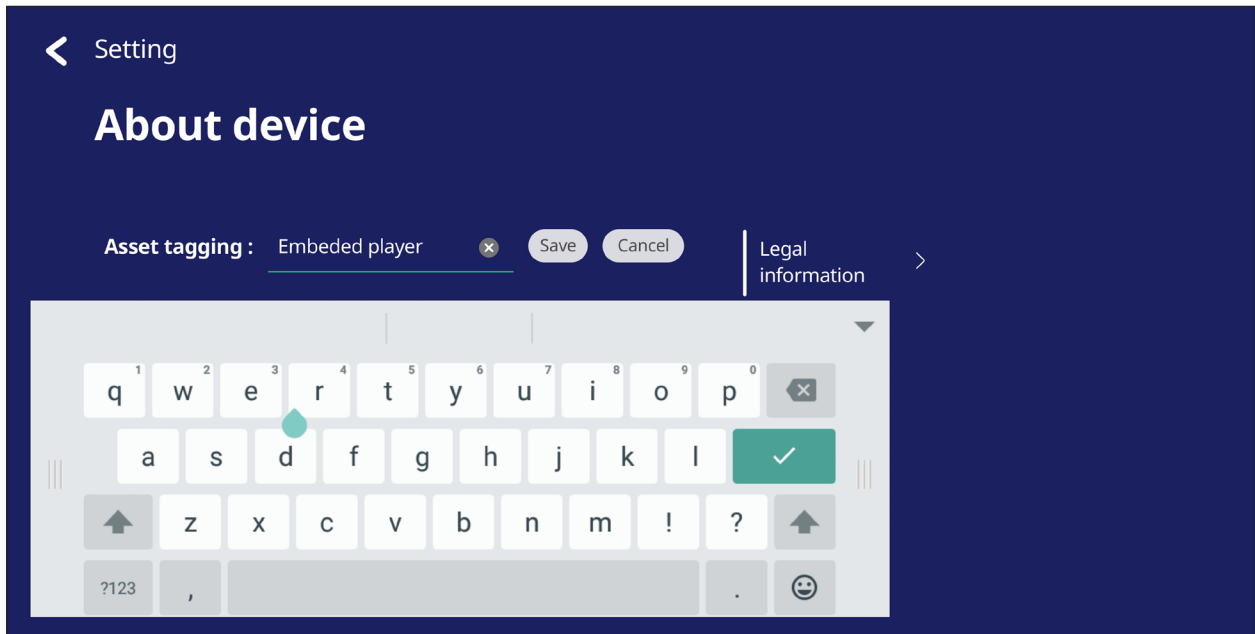 Setting
About device
Asset tagging : Embeded player Save Cancel
Legal
information
1 2 3 4 5 6 7 8 9 0
q w e r t y u i o p
a s d f g h j k l
z x c v b n m ! ?
?123 , .